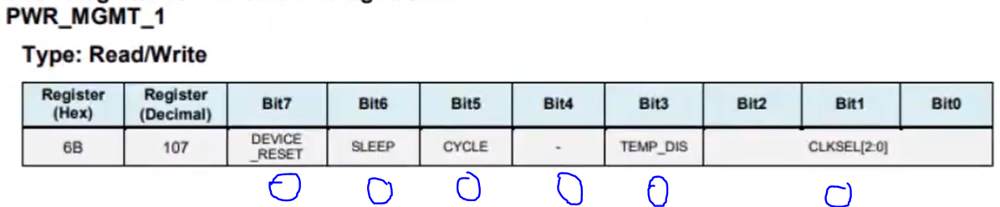 PWR_MGMT_1
Type: Read/Write
Register (Hex) Register (Decimal) Bit7 Bit6 Bit5 Bit4 Bit3 Bit2 Bit1 Bit0
6B 107 DEVICE _RESET SLEEP CYCLE - TEMP_DIS CLKSEL[2:0]
0 0 0 0 0 0